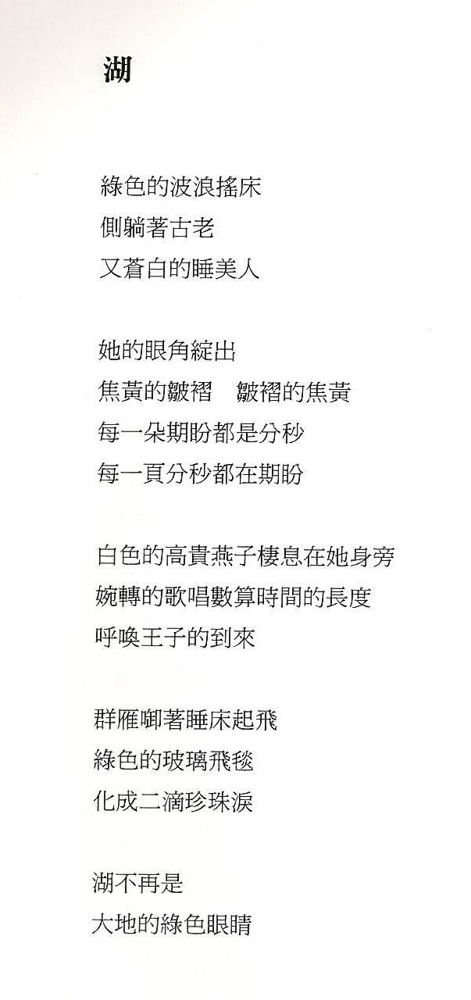 湖
綠色的波浪搖床
側躺著古老
又蒼白的睡美人
她的眼角綻出
焦黃的皺褶　皺褶的焦黃
每一朵期盼都是分秒
每一頁分秒都在期盼
白色的高貴燕子棲息在她身旁
婉轉的歌唱數算時間的長度
呼喚王子的到來
群雁啣著睡床起飛
綠色的玻璃飛毯
化成二滴珍珠淚
湖不再是
大地的綠色眼睛